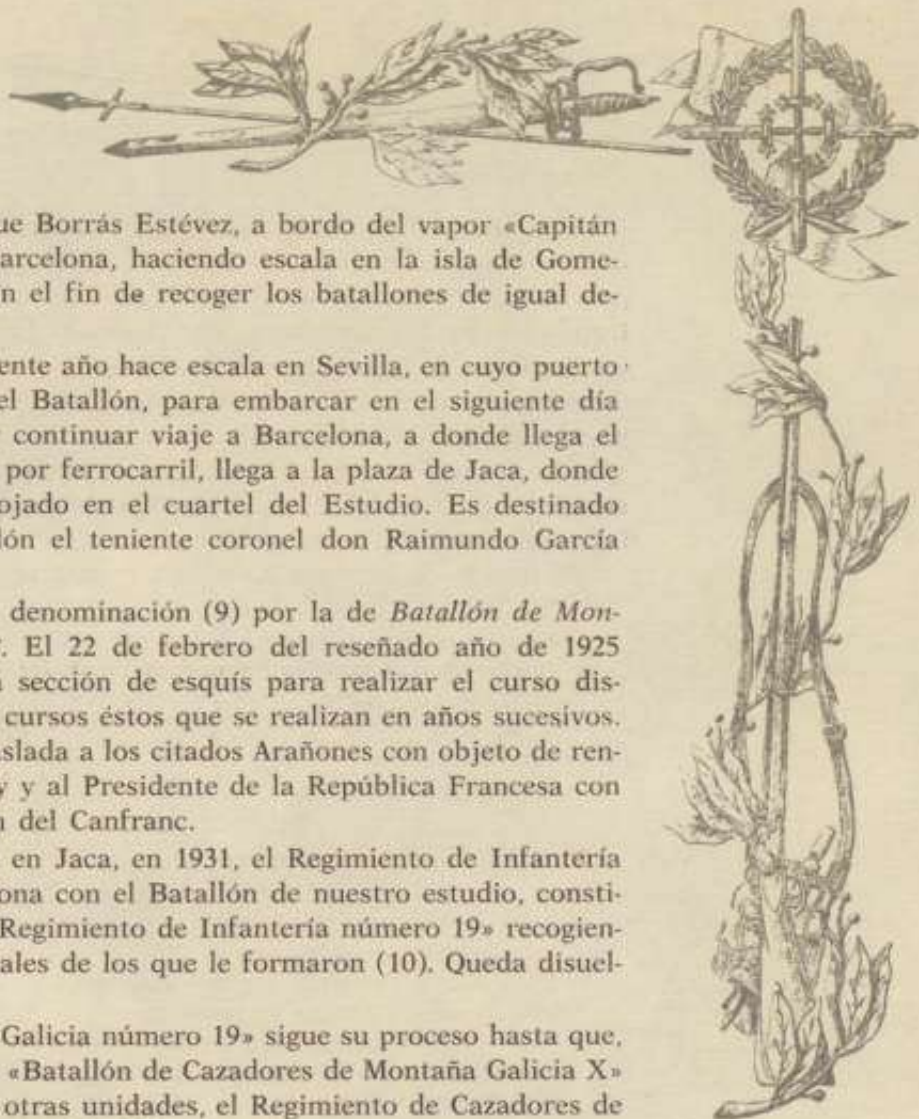 ue Borrás Estévez, a bordo del vapor «Capitán
arcelona, haciendo escala en la isla de Gome-
n el fin de recoger los batallones de igual de-
ente año hace escala en Sevilla, en cuyo puerto
el Batallón, para embarcar en el siguiente día
continuar viaje a Barcelona, a donde llega el
por ferrocarril, llega a la plaza de Jaca, donde
ojado en el cuartel del Estudio. Es destinado
lón el teniente coronel don Raimundo García
denominación (9) por la de Batallón de Mon-
. El 22 de febrero del reseñado año de 1925
sección de esquís para realizar el curso dis-
cursos éstos que se realizan en años sucesivos.
aslada a los citados Arañones con objeto de ren-
y y al Presidente de la República Francesa con
del Canfranc.
en Jaca, en 1931, el Regimiento de Infantería
ona con el Batallón de nuestro estudio, consti-
Regimiento de Infantería número 19» recogien-
ales de los que le formaron (10). Queda disuel-
Galicia número 19» sigue su proceso hasta que,
«Batallón de Cazadores de Montaña Galicia X»
otras unidades, el Regimiento de Cazadores de